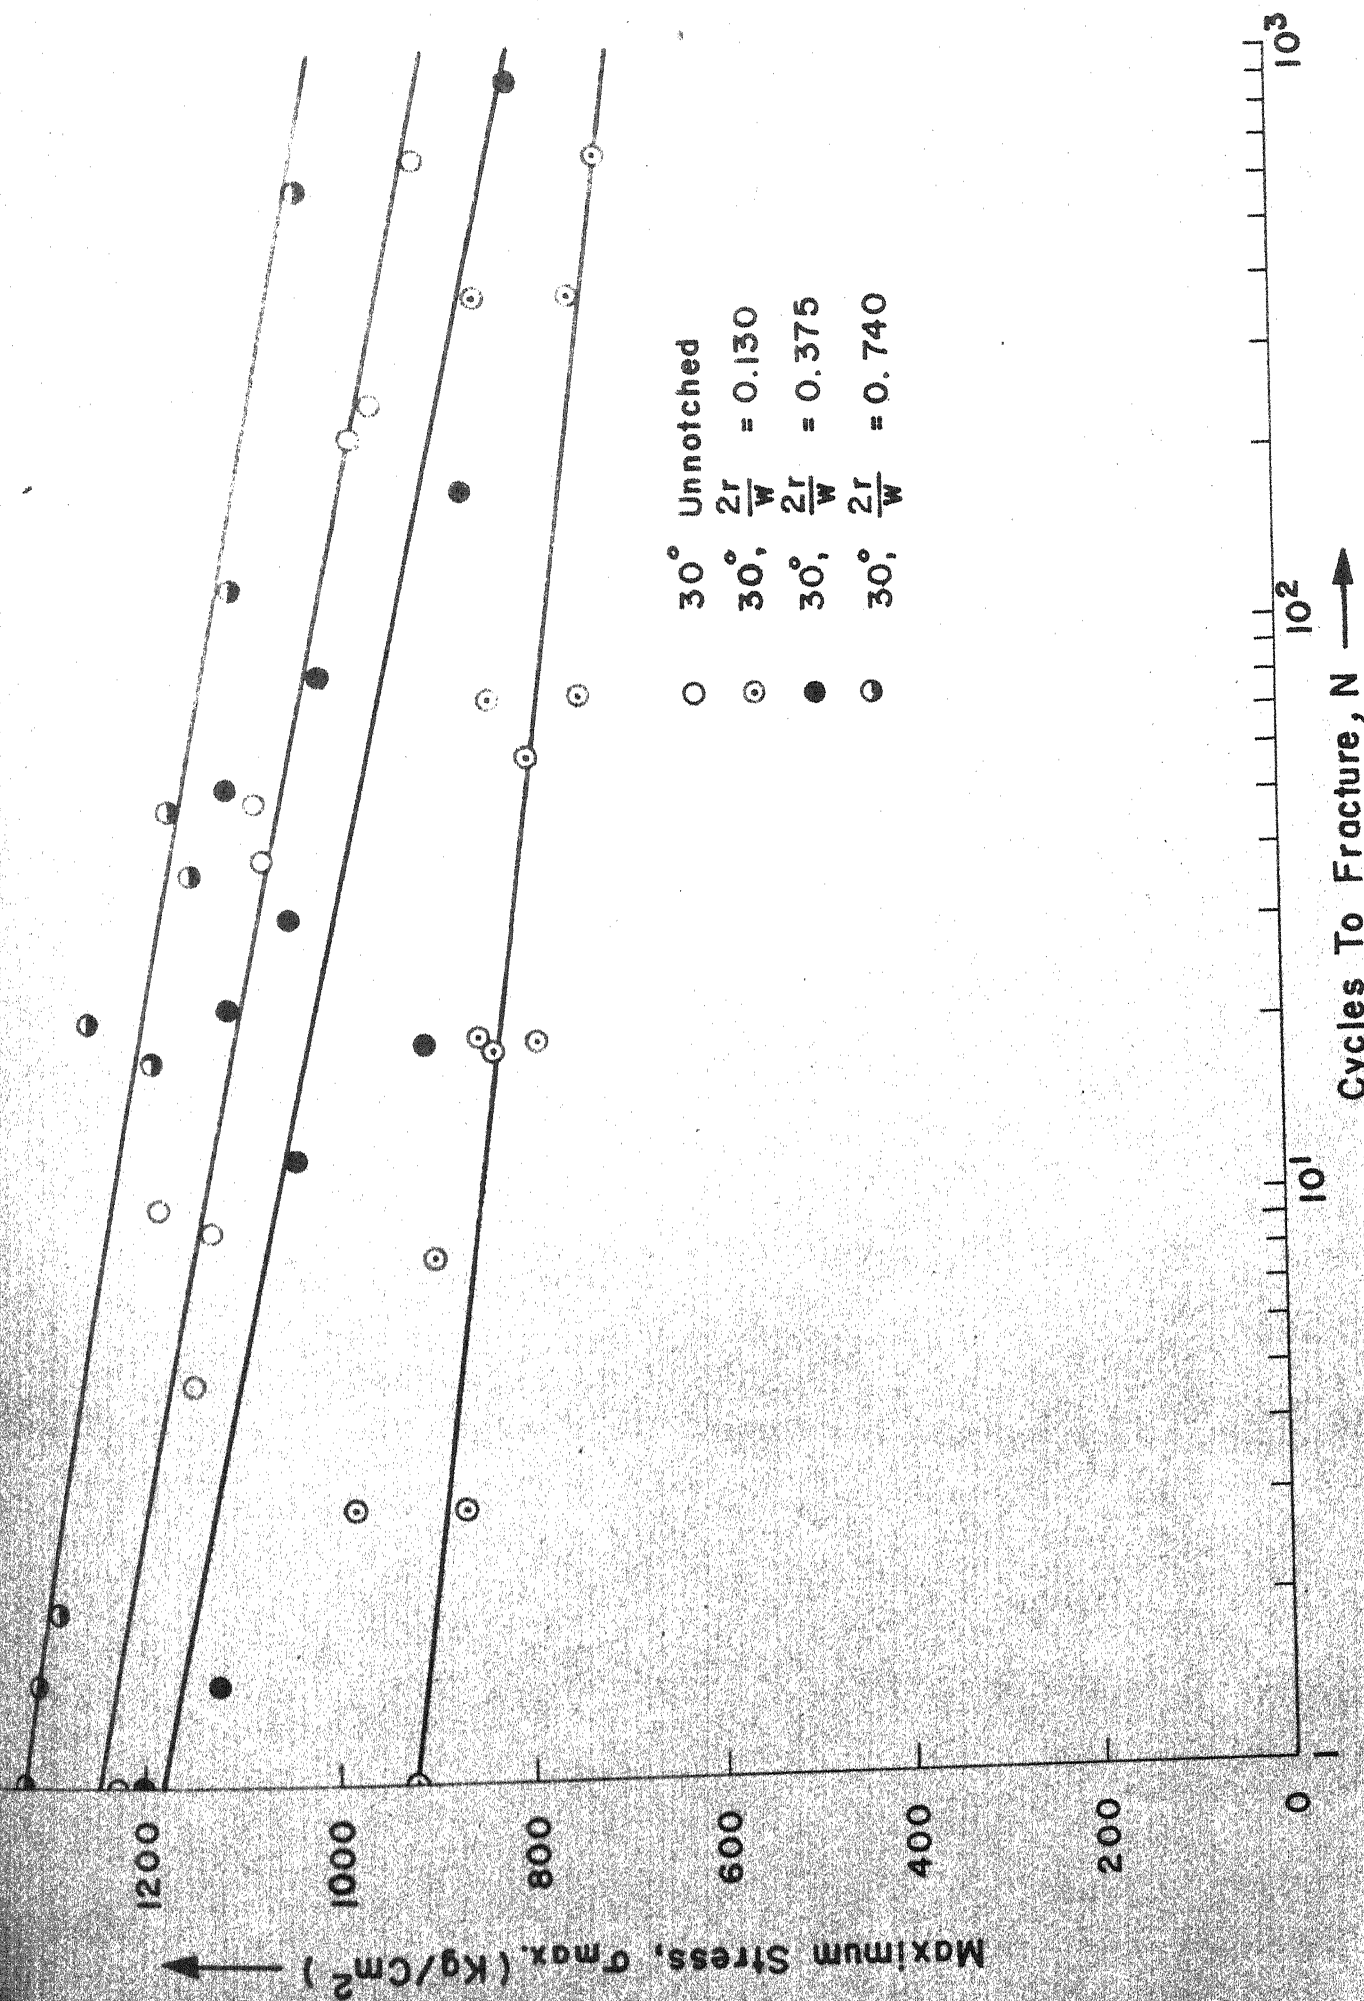 Maximum Stress, σmax. (Kg/Cm²)
1200
1000
800
600
400
200
0
1
10¹
10²
10³
Cycles To Fracture, N
30° Unnotched
30°, 2r/w = 0.130
30°, 2r/w = 0.375
30°, 2r/w = 0.740